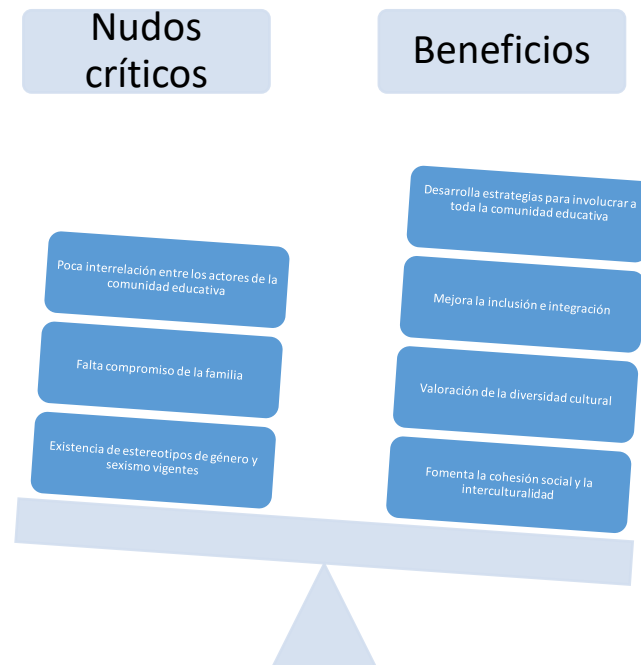 Nudos
críticos
Beneficios
Poca interrelación entre los actores de la
comunidad educativa
Falta compromiso de la familia
Existencia de estereotipos de género y
sexismo vigentes
Desarrolla estrategias para involucrar a
toda la comunidad educativa
Mejora la inclusión e integración
Valoración de la diversidad cultural
Fomenta la cohesión social y la
interculturalidad